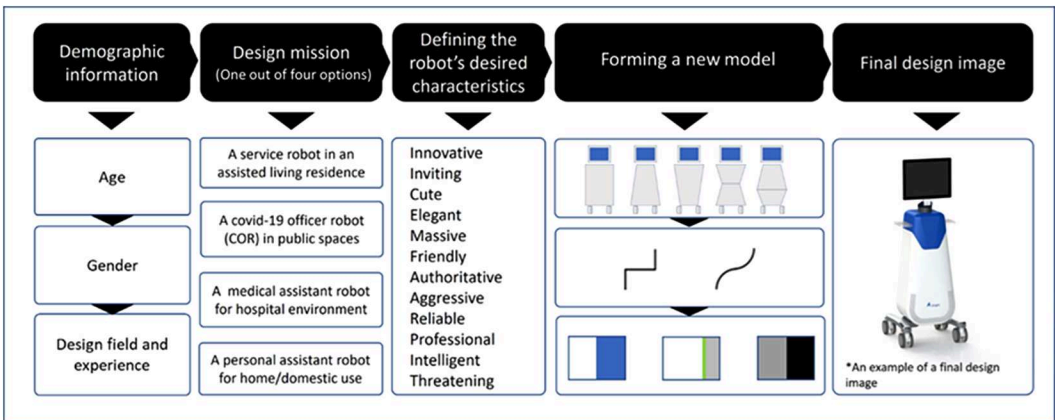 Demographic
information
Design mission
(One out of four options)
Defining the
robot's desired
characteristics
Forming a new model
Final design image
Age
Gender
Design field and
experience
A service robot in an
assisted living residence
A covid-19 officer robot
(COR) in public spaces
A medical assistant robot
for hospital environment
A personal assistant robot
for home/domestic use
Innovative
Inviting
Cute
Elegant
Massive
Friendly
Authoritative
Aggressive
Reliable
Professional
Intelligent
Threatening
*An example of a final design
image